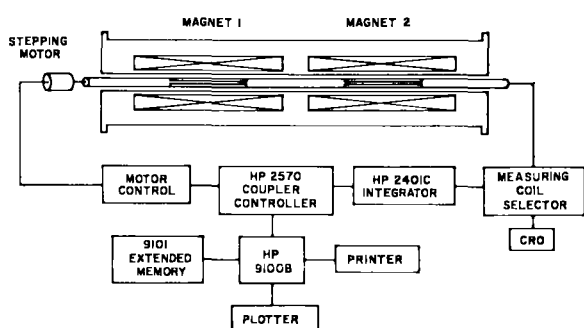 MAGNET 1
MAGNET 2
STEPPING
MOTOR
MOTOR
CONTROL
HP 2570
COUPLER
CONTROLLER
HP 2401C
INTEGRATOR
MEASURING
COIL
SELECTOR
CRO
9101
EXTENDED
MEMORY
HP
9100B
PRINTER
PLOTTER